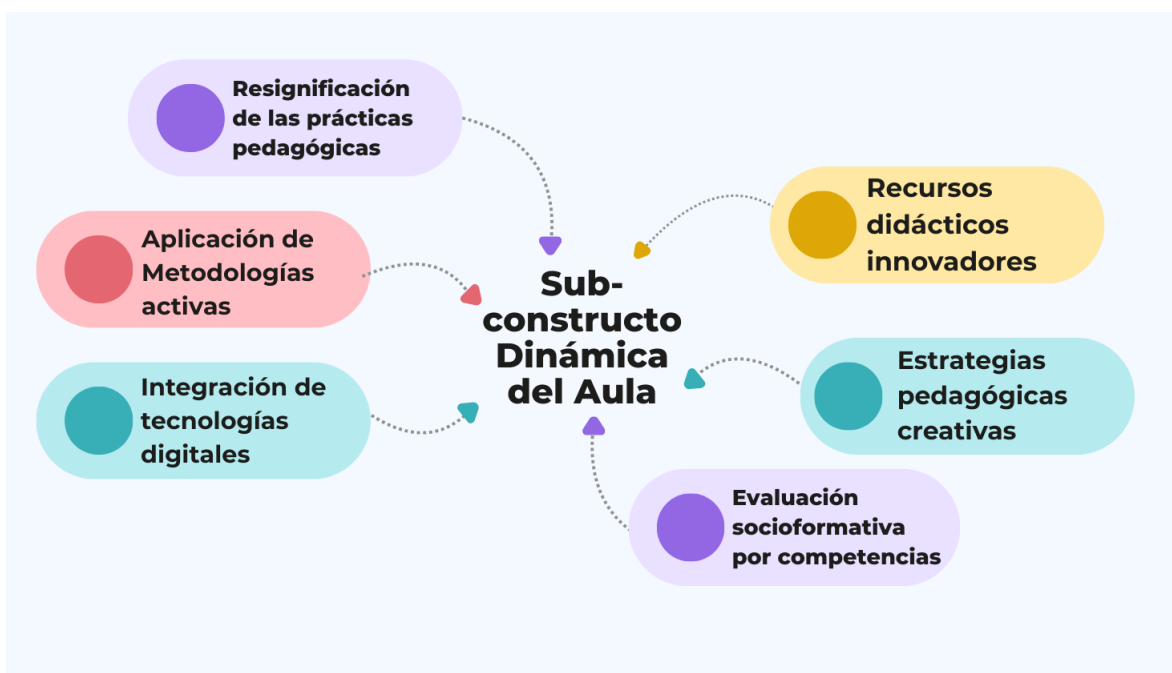 Resignificación
de las prácticas
pedagógicas
Aplicación de
Metodologías
activas
Integración de
tecnologías
digitales
Sub-
constructo
Dinámica
del Aula
Recursos
didácticos
innovadores
Estrategias
pedagógicas
creativas
Evaluación
socioformativa
por competencias